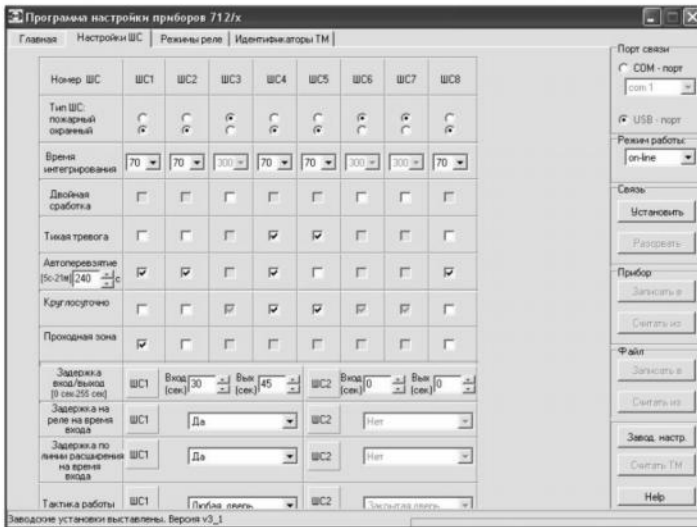 Программа настройки приборов 712/x
Главная Настройки ШС Режимы реле Идентификаторы ТМ
Номер ШС ШС1 ШС2 ШС3 ШС4 ШС5 ШС6 ШС7 ШС8
Тип ШС:
пожарный
охранный
Время
интегрирования 70 70 300 70 70 300 300 70
Двойная
сработка
Тихая тревога
Автоперевзятие
[5с-21м] 240 с
Круглосуточно
Проходная зона
Задержка
вход/выход
[0 сек-255 сек]
ШС1 Вход (сек) 30 Вых (сек) 45 ШС2 Вход (сек) 0 Вых (сек) 0
Задержка на
реле на время
входа
ШС1 Да ШС2 Нет
Задержка по
линии расширения
на время
входа
ШС1 Да ШС2 Нет
Тактика работы ШС1 Любая дверь ШС2 Закрытая дверь
Порт связи
COM - порт
com 1
USB - порт
Режим работы:
on-line
Связь
Установить
Разорвать
Прибор
Записать в
Считать из
Файл
Записать в
Считать из
Завод. настр.
Считать ТМ
Help
Заводские установки выставлены. Версия v3_1